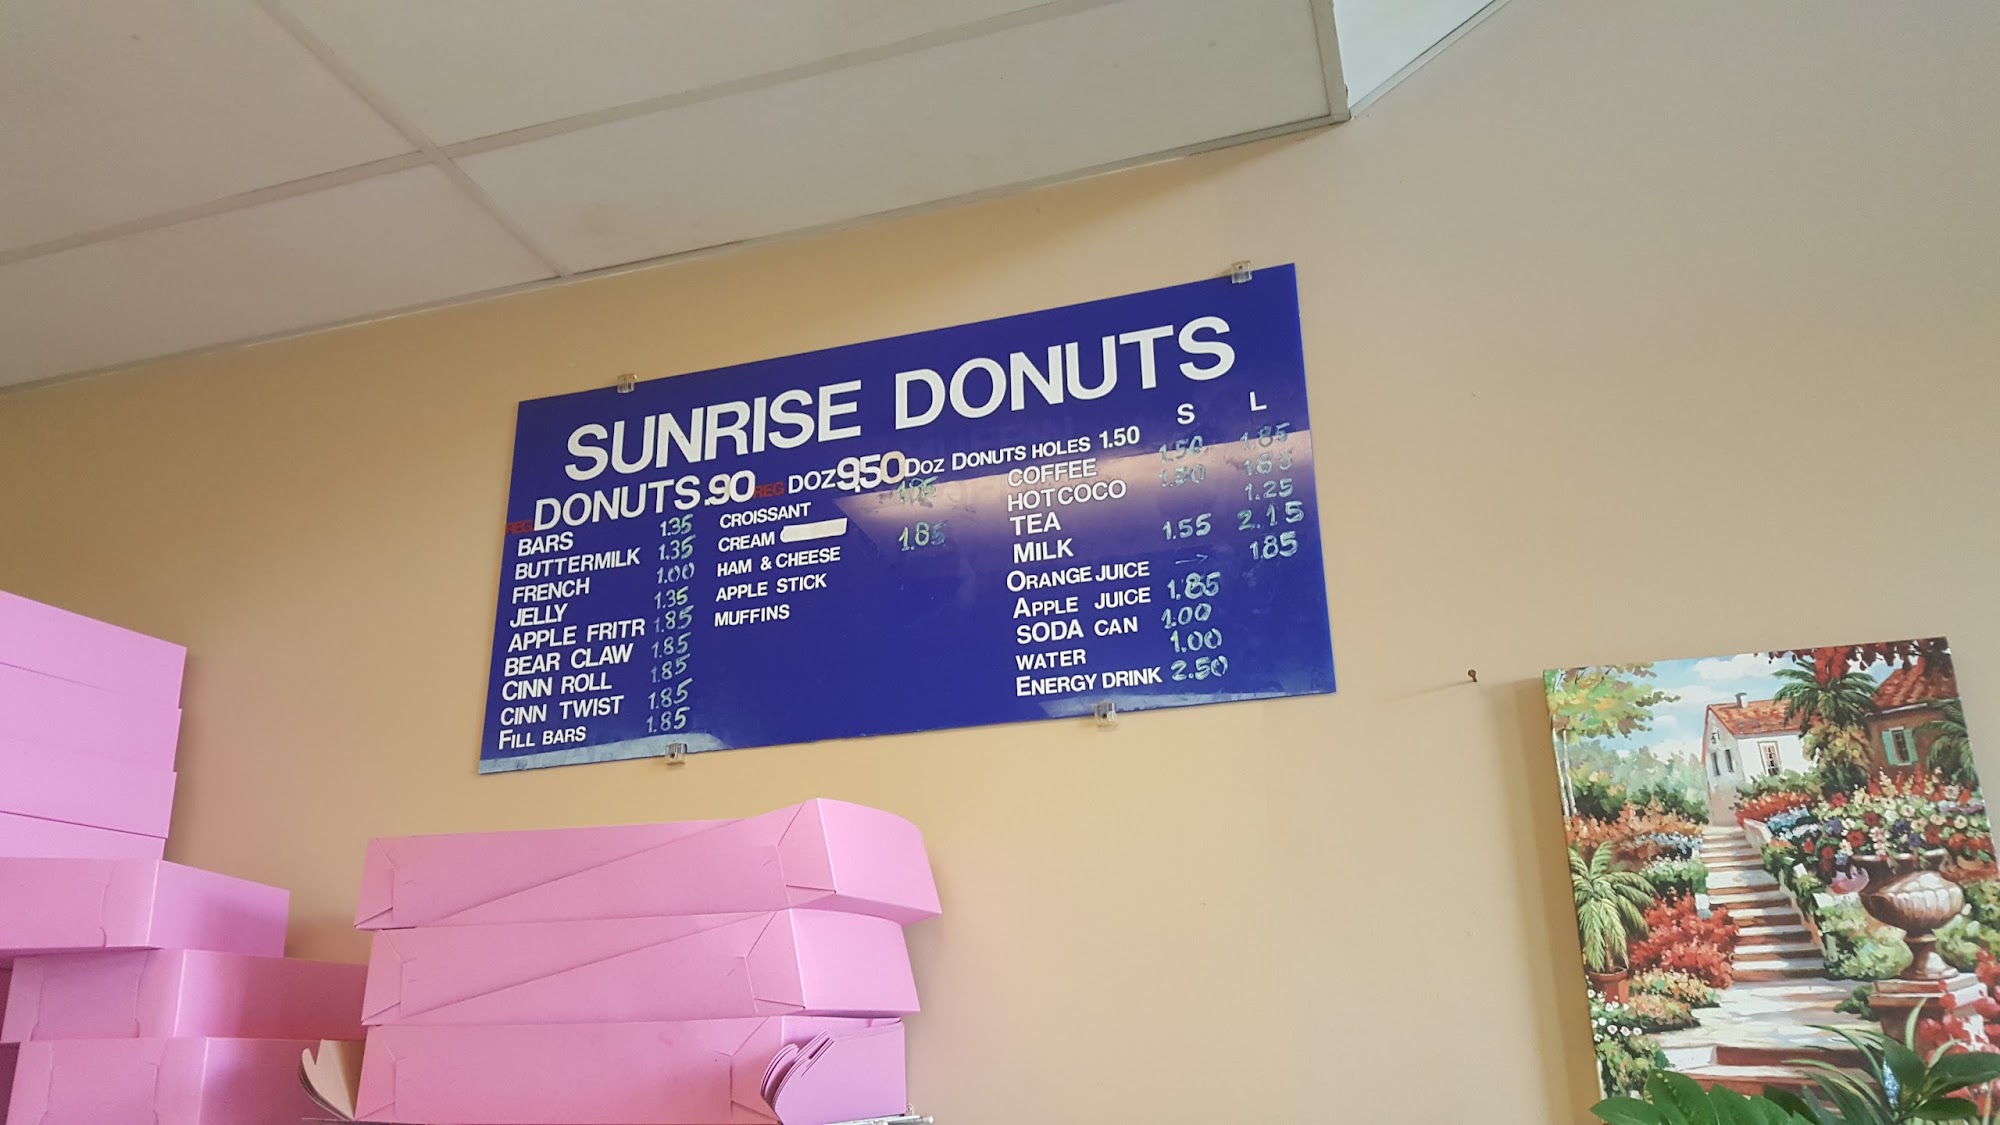 SUNRISE DONUTS
REG DONUTS .90 REG DOZ 9.50 DOZ DONUTS HOLES 1.50 S L
BARS 1.35
BUTTERMILK 1.35
FRENCH 1.00
JELLY 1.35
APPLE FRITR 1.85
BEAR CLAW 1.85
CINN ROLL 1.85
CINN TWIST 1.85
FILL BARS 1.85
CROISSANT
CREAM 1.85
HAM & CHEESE
APPLE STICK
MUFFINS
COFFEE 1.50 1.85
HOT COCO 1.85
TEA 1.25
MILK 1.55 2.15
ORANGE JUICE → 1.85
APPLE JUICE 1.85
SODA CAN 1.00
WATER 1.00
ENERGY DRINK 2.50